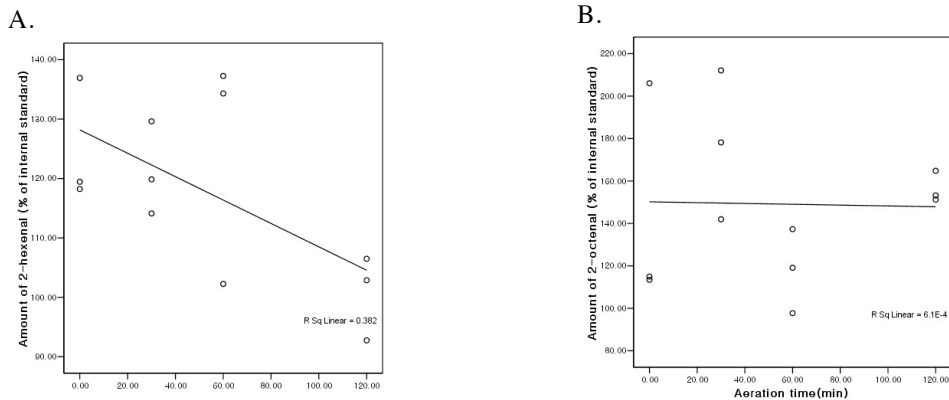 A.
Amount of 2-hexenal (% of internal standard)
140.00
130.00
120.00
110.00
100.00
90.00
R Sq Linear = 0.382
0.00 20.00 40.00 60.00 80.00 100.00 120.00
B.
Amount of 2-octenal (% of internal standard)
220.00
200.00
180.00
160.00
140.00
120.00
100.00
80.00
R Sq Linear = 6.1E-4
0.00 20.00 40.00 60.00 80.00 100.00 120.00
Aeration time(min)